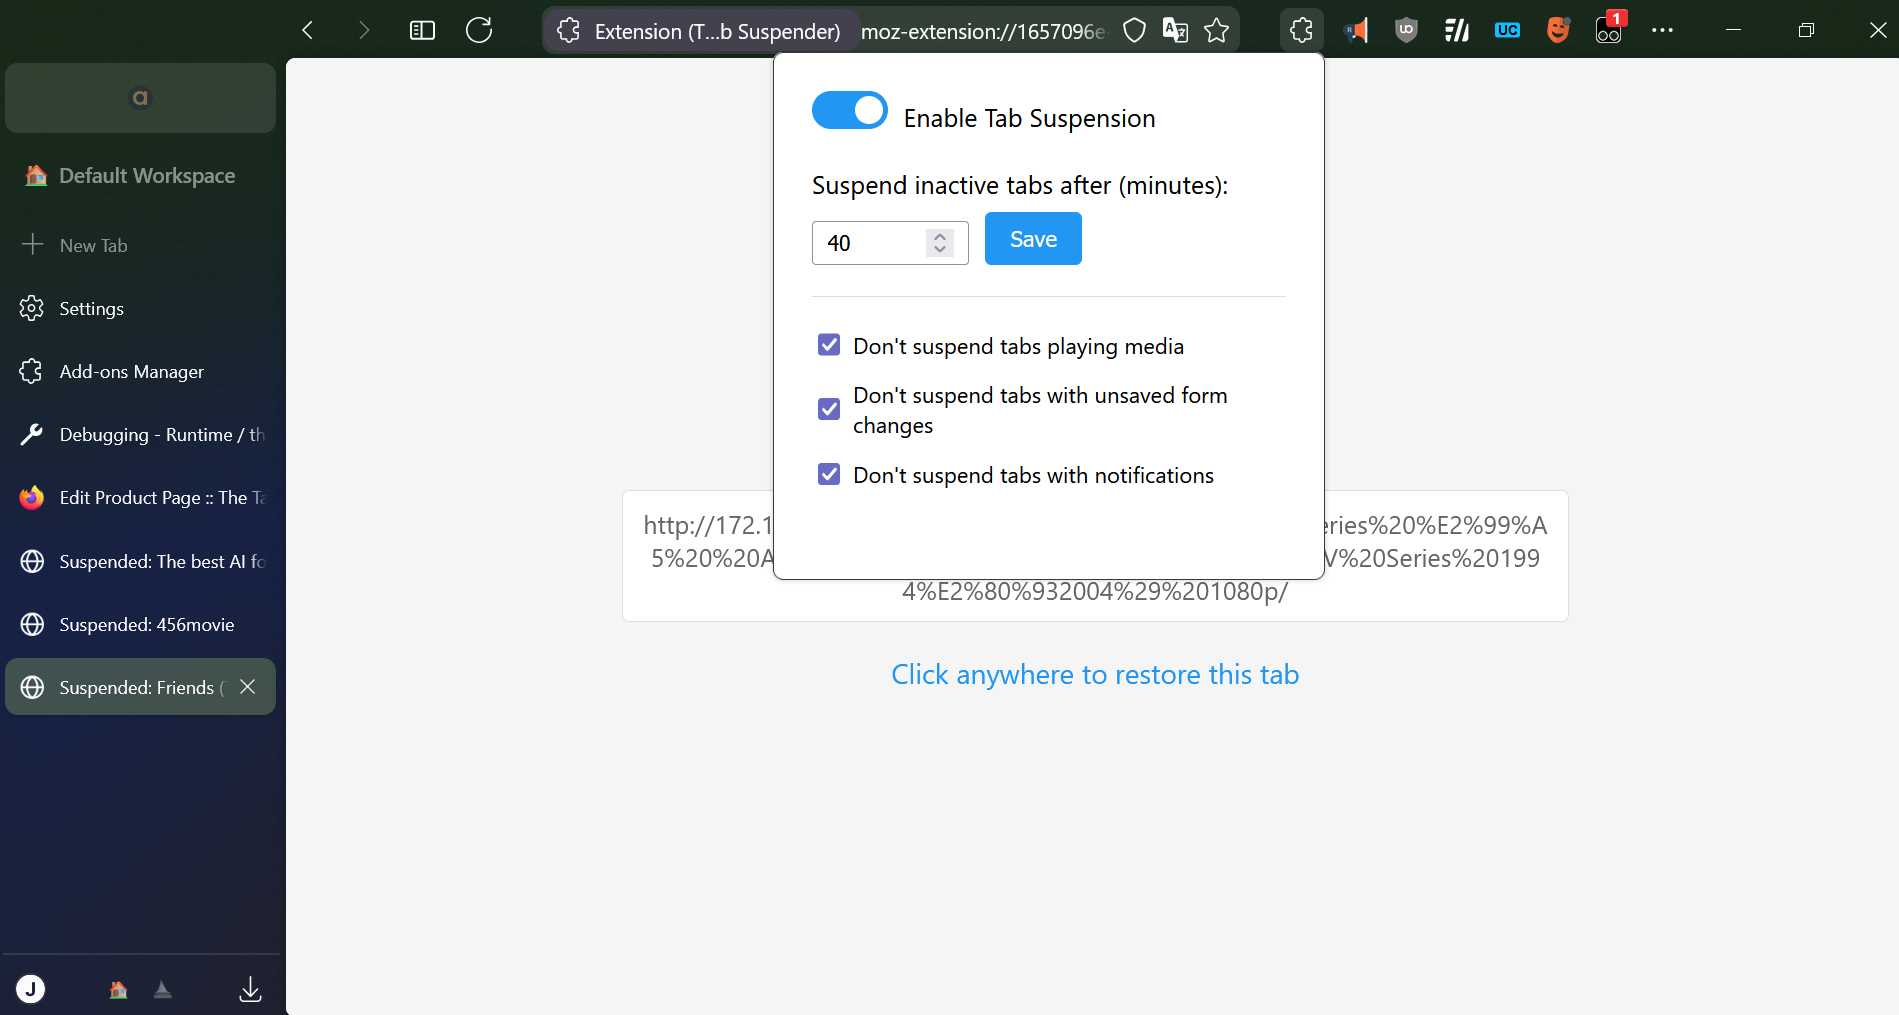 Extension (T...b Suspender) moz-extension://1657096e-
UC
1
a
Default Workspace
New Tab
Settings
Add-ons Manager
Debugging - Runtime / th
Edit Product Page :: The Ta
Suspended: The best AI fo
Suspended: 456movie
Suspended: Friends (
J
Enable Tab Suspension
Suspend inactive tabs after (minutes):
40
Save
Don't suspend tabs playing media
Don't suspend tabs with unsaved form
changes
Don't suspend tabs with notifications
http://172.1 eries%20%E2%99%A
5%20%20A V%20Series%20199
4%E2%80%932004%29%201080p/
Click anywhere to restore this tab